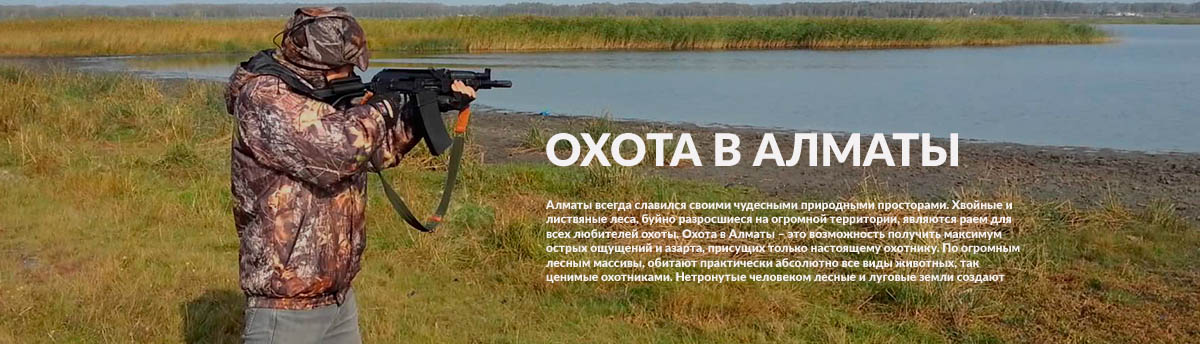 ОХОТА В АЛМАТЫ
Алматы всегда славился своими чудесными природными просторами. Хвойные и
листвяные леса, буйно разросшиеся на огромной территории, являются раем для
всех любителей охоты. Охота в Алматы – это возможность получить максимум
острых ощущений и азарта, присущих только настоящему охотнику. По огромным
лесным массивы, обитают практически абсолютно все виды животных, так
ценимые охотниками. Нетронутые человеком лесные и луговые земли создают